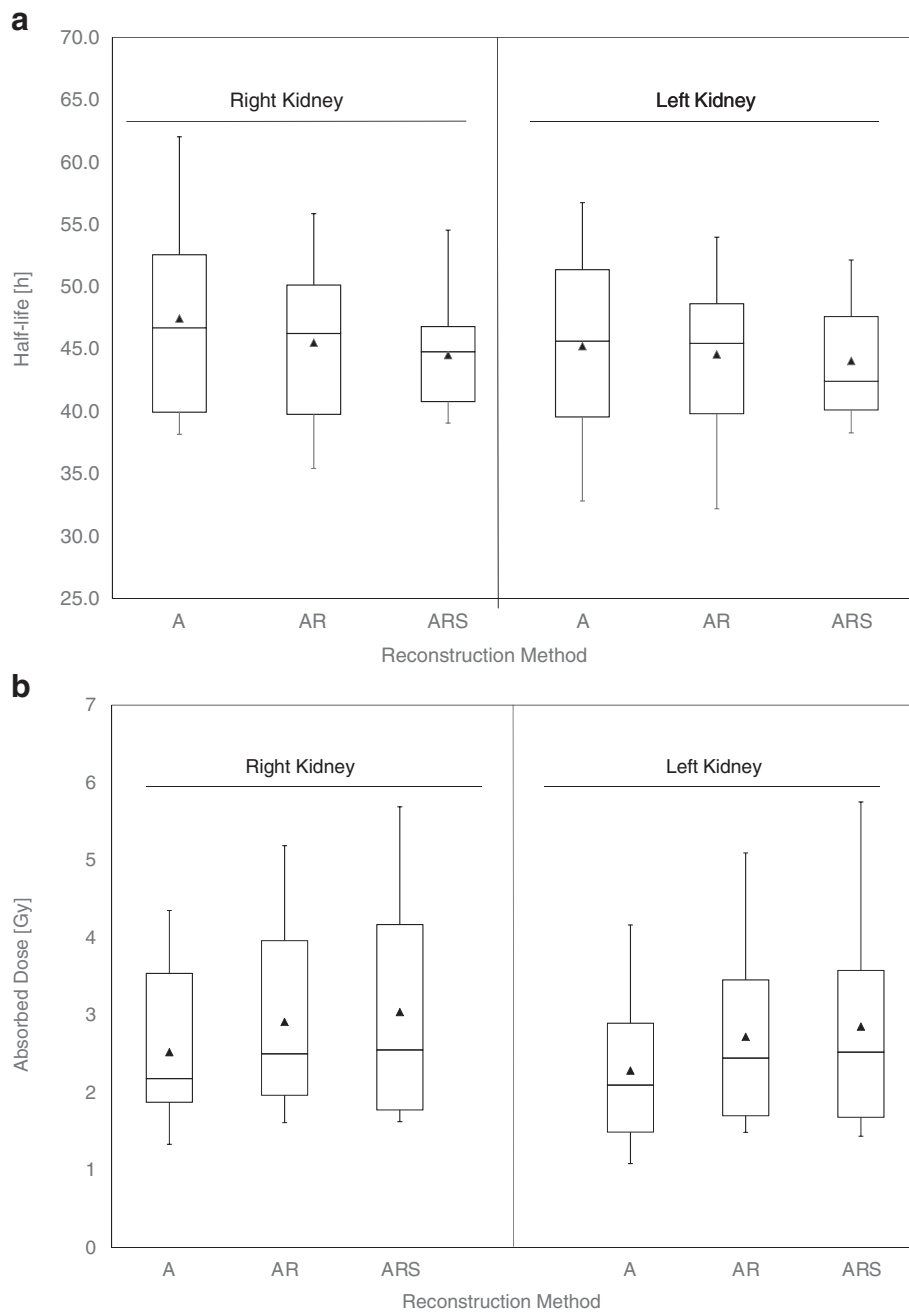 a
70.0
65.0
Right Kidney Left Kidney
60.0
55.0
50.0
45.0
40.0
35.0
30.0
25.0
Half-life [h]
A AR ARS A AR ARS
Reconstruction Method
b
7
Right Kidney Left Kidney
6
5
4
3
2
1
0
Absorbed Dose [Gy]
A AR ARS A AR ARS
Reconstruction Method